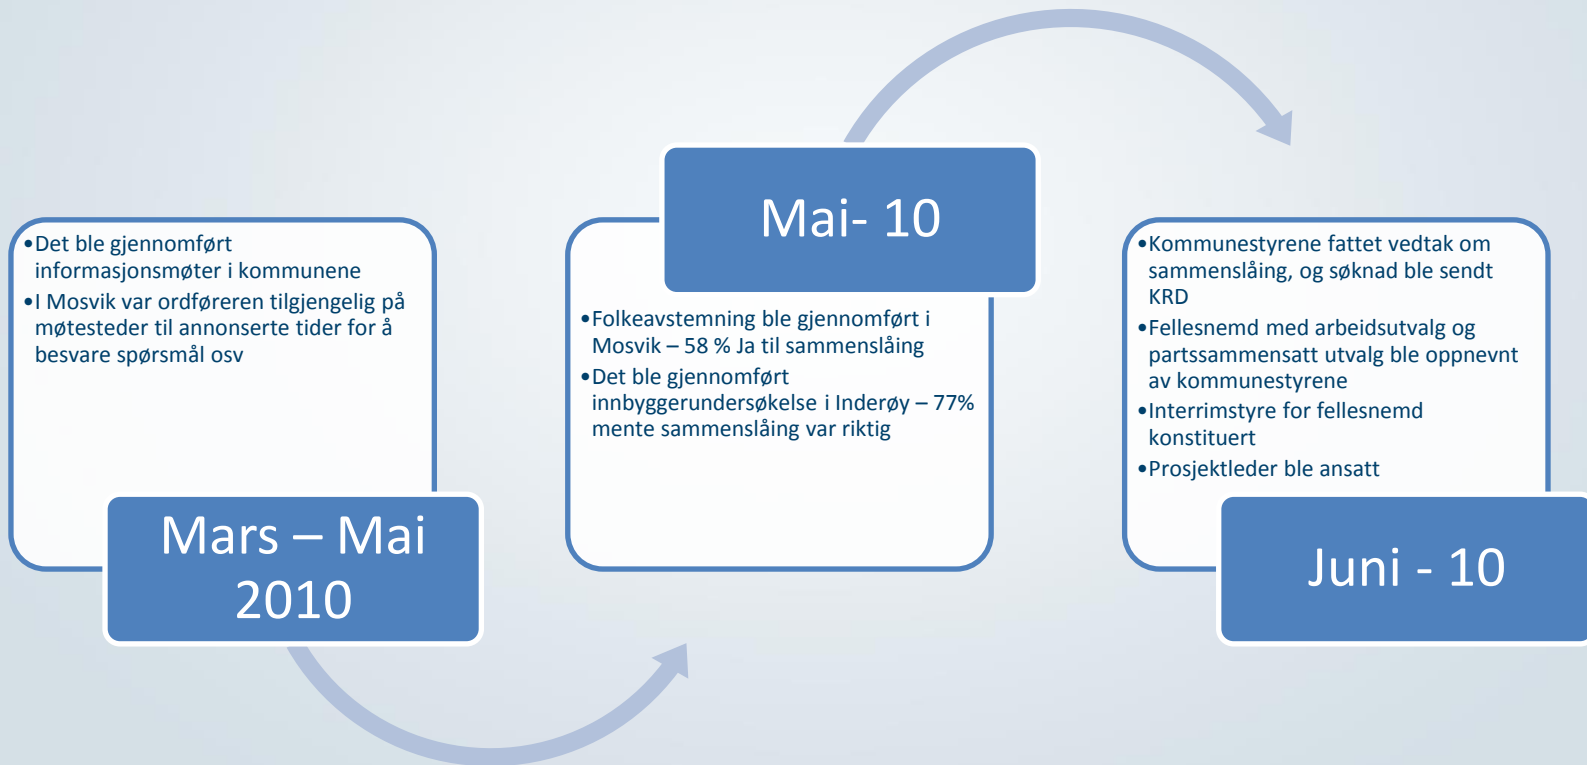 •Det ble gjennomført
informasjonsmøter i kommunene
•I Mosvik var ordføreren tilgjengelig på
møtesteder til annonserte tider for å
besvare spørsmål osv
Mars – Mai
2010
Mai- 10
•Folkeavstemning ble gjennomført i
Mosvik – 58 % Ja til sammenslåing
•Det ble gjennomført
innbyggerundersøkelse i Inderøy – 77%
mente sammenslåing var riktig
•Kommunestyrene fattet vedtak om
sammenslåing, og søknad ble sendt
KRD
•Fellesnemd med arbeidsutvalg og
partssammensatt utvalg ble oppnevnt
av kommunestyrene
•Interrimstyre for fellesnemd
konstituert
•Prosjektleder ble ansatt
Juni - 10